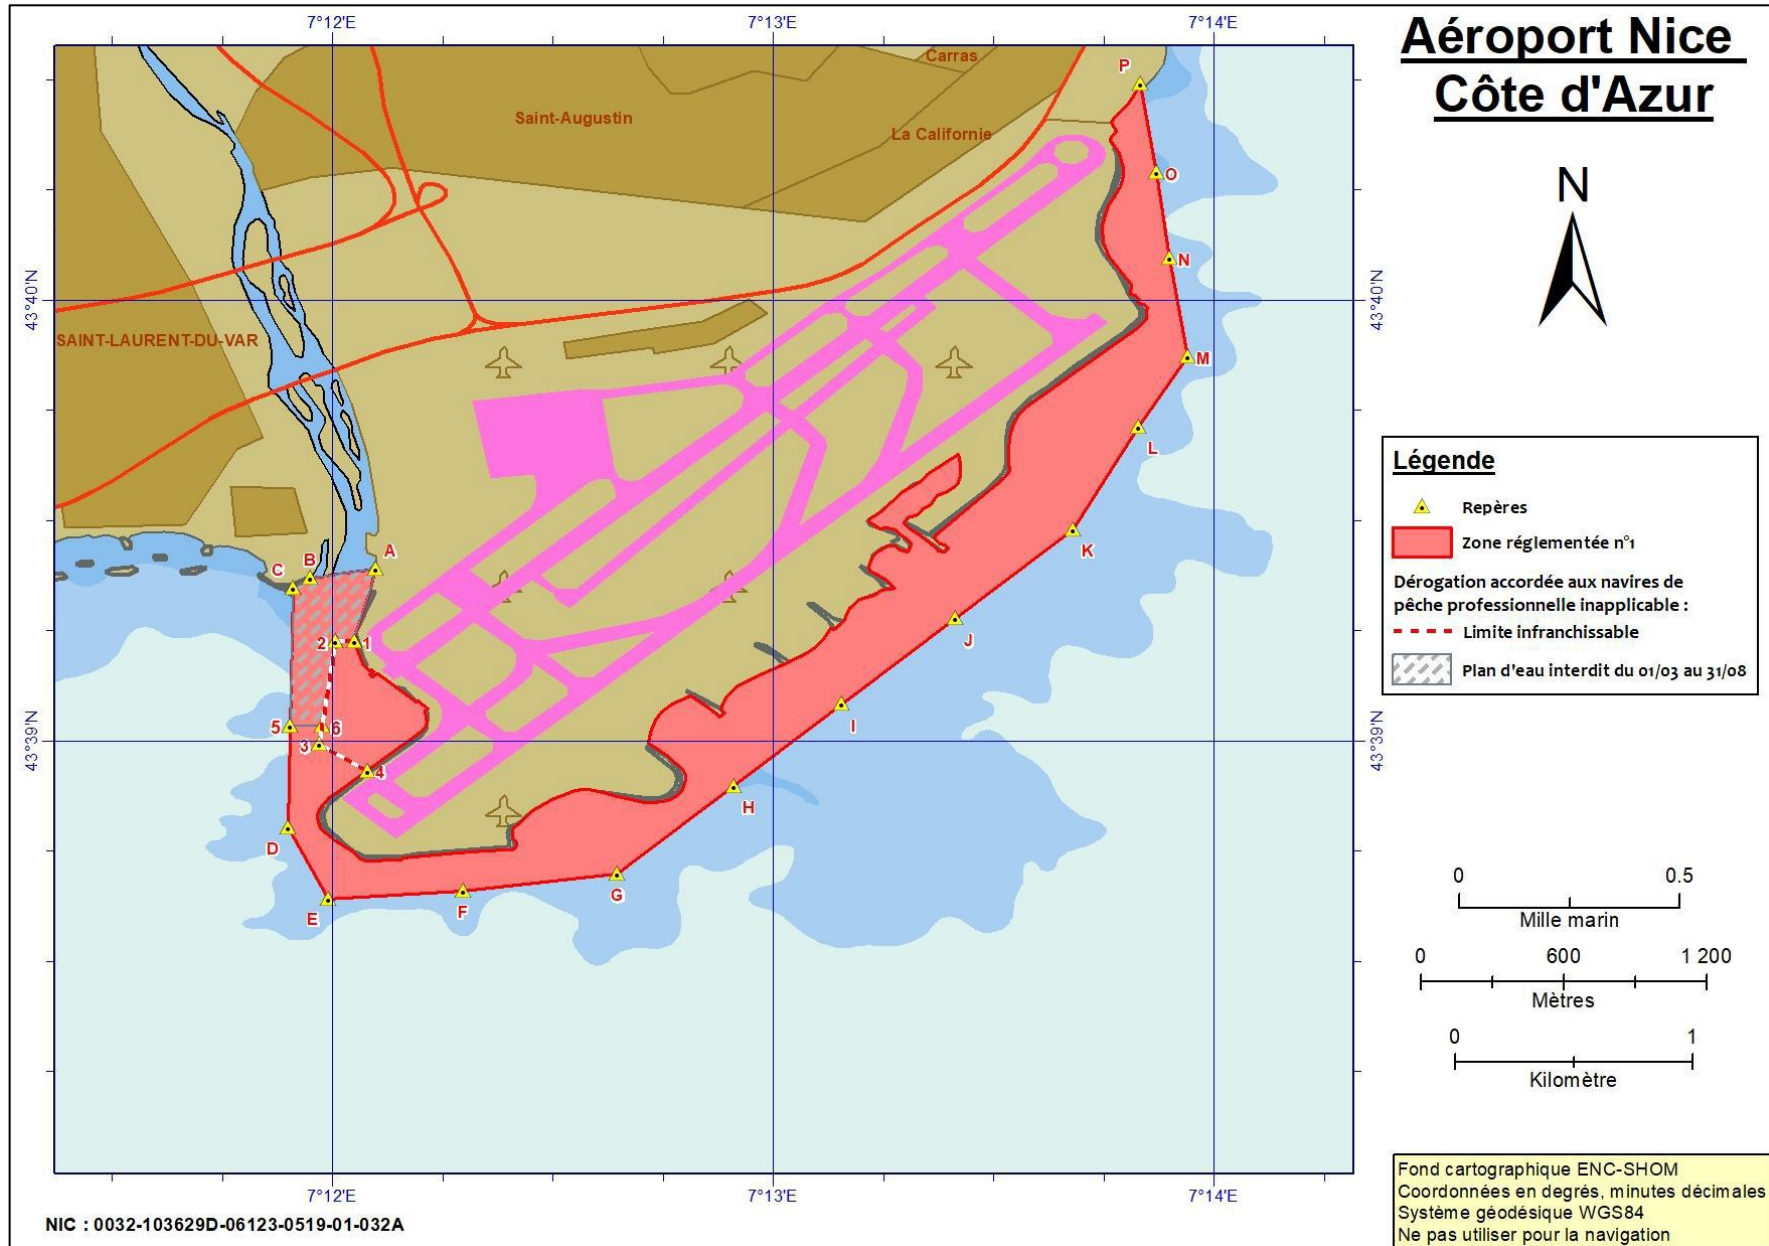 7°12'E
7°13'E
7°14'E
Aéroport Nice
Côte d'Azur
N
Carras
P
Saint-Augustin
La Californie
O
N
43°40'N
43°40'N
SAINT-LAURENT-DU-VAR
M
L
K
Légende
Repères
Zone réglementée n°1
Dérogation accordée aux navires de
pêche professionnelle inapplicable :
Limite infranchissable
Plan d'eau interdit du 01/03 au 31/08
C
B
A
2
1
J
I
5
6
3
4
43°39'N
43°39'N
H
D
G
E
F
0
0.5
Mille marin
0
600
1 200
Mètres
0
1
Kilomètre
7°12'E
7°13'E
7°14'E
NIC : 0032-103629D-06123-0519-01-032A
Fond cartographique ENC-SHOM
Coordonnées en degrés, minutes décimales
Système géodésique WGS84
Ne pas utiliser pour la navigation